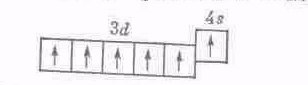 4s
3d
↑ ↑ ↑ ↑ ↑ ↑